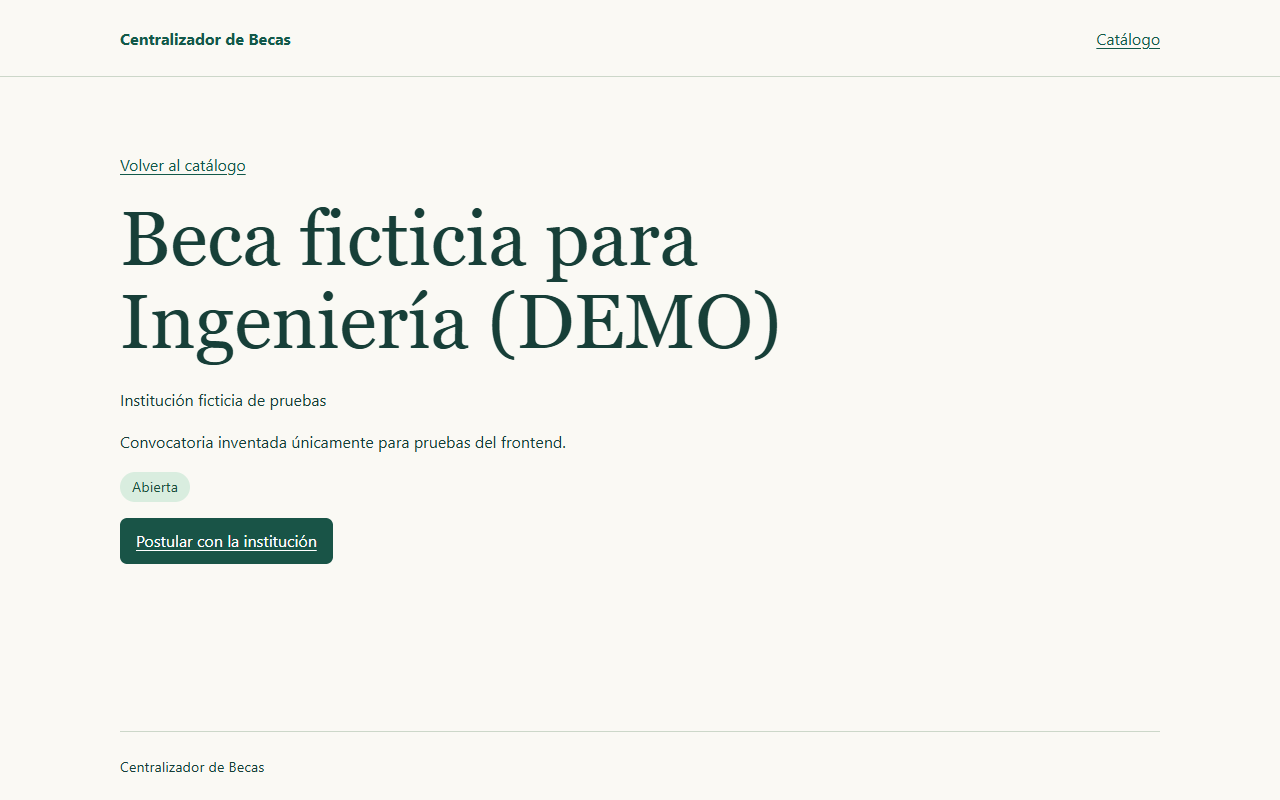 Centralizador de Becas
Catálogo
Volver al catálogo
Beca ficticia para
Ingeniería (DEMO)
Institución ficticia de pruebas
Convocatoria inventada únicamente para pruebas del frontend.
Abierta
Postular con la institución
Centralizador de Becas